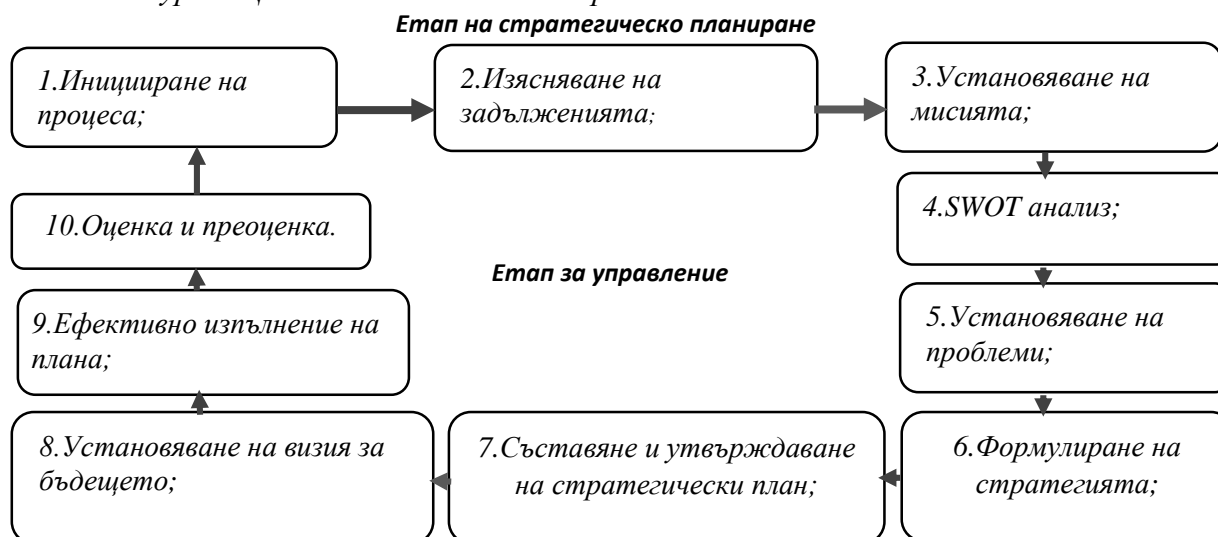 Етап на стратегическо планиране
1.Иницииране на
процеса;
2.Изясняване на
задълженията;
3.Установяване на
мисията;
4.SWOT анализ;
5.Установяване на
проблеми;
6.Формулиране на
стратегията;
7.Съставяне и утвърждаване
на стратегически план;
8.Установяване на визия за
бъдещето;
9.Ефективно изпълнение на
плана;
10.Оценка и преоценка.
Етап за управление